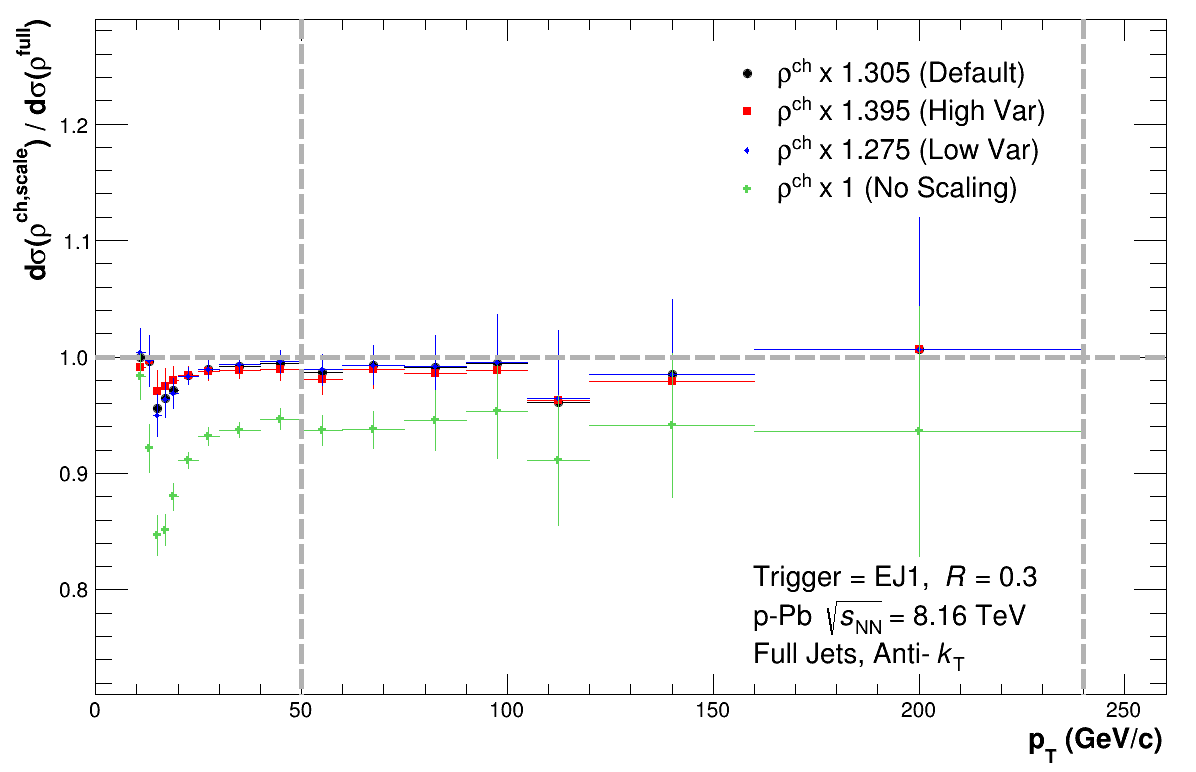 dσ(ρ^ch,scale) / dσ(ρ^full)
ρ^ch x 1.305 (Default)
ρ^ch x 1.395 (High Var)
ρ^ch x 1.275 (Low Var)
ρ^ch x 1 (No Scaling)
1.2
1.1
1.0
0.9
0.8
Trigger = EJ1, R = 0.3
p-Pb √s_NN = 8.16 TeV
Full Jets, Anti- k_T
0 50 100 150 200 250
p_T (GeV/c)